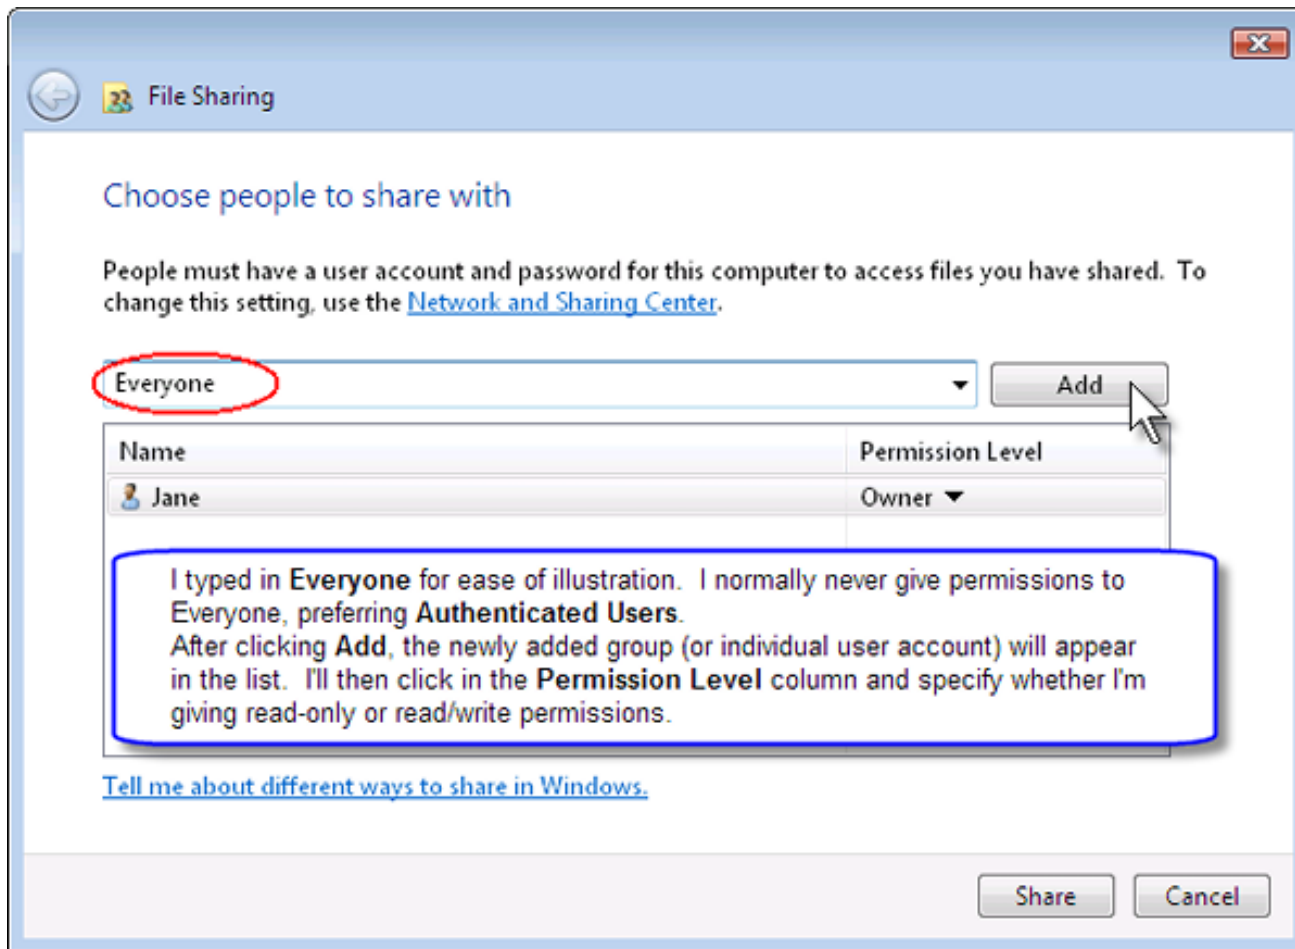 File Sharing
Choose people to share with
People must have a user account and password for this computer to access files you have shared.  To
change this setting, use the Network and Sharing Center.
Everyone
Add
Name
Permission Level
Jane
Owner
I typed in Everyone for ease of illustration.  I normally never give permissions to
Everyone, preferring Authenticated Users.
After clicking Add, the newly added group (or individual user account) will appear
in the list.  I'll then click in the Permission Level column and specify whether I'm
giving read-only or read/write permissions.
Tell me about different ways to share in Windows.
Share
Cancel